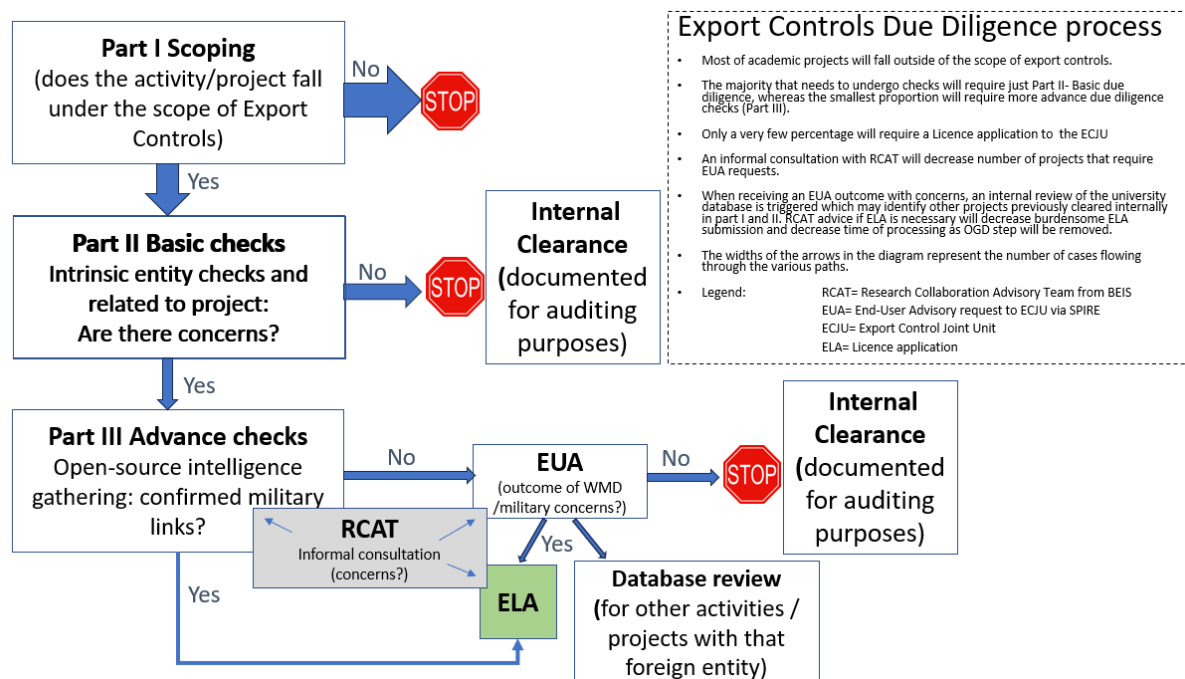 Part I Scoping
(does the activity/project fall
under the scope of Export
Controls)
No
STOP
Yes
Part II Basic checks
Intrinsic entity checks and
related to project:
Are there concerns?
No
STOP
Internal
Clearance
(documented
for auditing
purposes)
Yes
Part III Advance checks
Open-source intelligence
gathering: confirmed military
links?
No
EUA
(outcome of WMD
/military concerns?)
No
STOP
Internal
Clearance
(documented
for auditing
purposes)
RCAT
Informal consultation
(concerns?)
Yes
Yes
ELA
Database review
(for other activities /
projects with that
foreign entity)
Export Controls Due Diligence process
• Most of academic projects will fall outside of the scope of export controls.
• The majority that needs to undergo checks will require just Part II- Basic due
diligence, whereas the smallest proportion will require more advance due diligence
checks (Part III).
• Only a very few percentage will require a Licence application to the ECJU
• An informal consultation with RCAT will decrease number of projects that require
EUA requests.
• When receiving an EUA outcome with concerns, an internal review of the university
database is triggered which may identify other projects previously cleared internally
in part I and II. RCAT advice if ELA is necessary will decrease burdensome ELA
submission and decrease time of processing as OGD step will be removed.
• The widths of the arrows in the diagram represent the number of cases flowing
through the various paths.
• Legend: RCAT= Research Collaboration Advisory Team from BEIS
EUA= End-User Advisory request to ECJU via SPIRE
ECJU= Export Control Joint Unit
ELA= Licence application